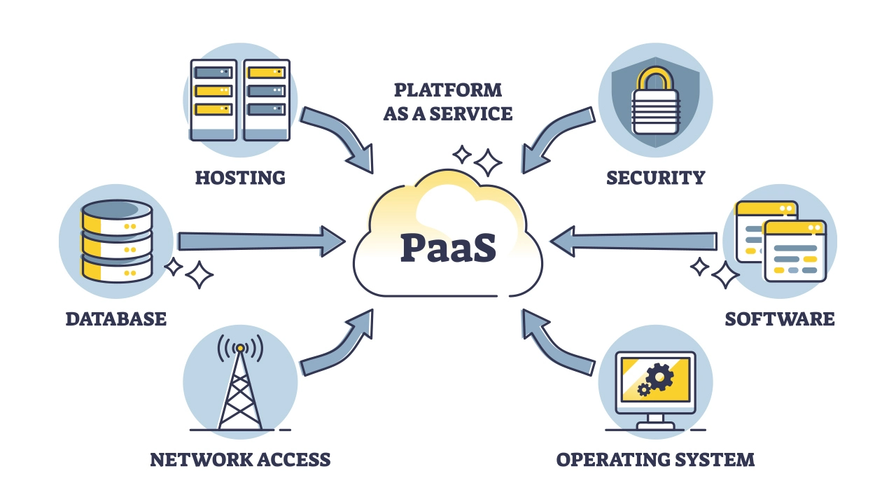 PLATFORM
AS A SERVICE
HOSTING
SECURITY
PaaS
DATABASE
SOFTWARE
NETWORK ACCESS
OPERATING SYSTEM